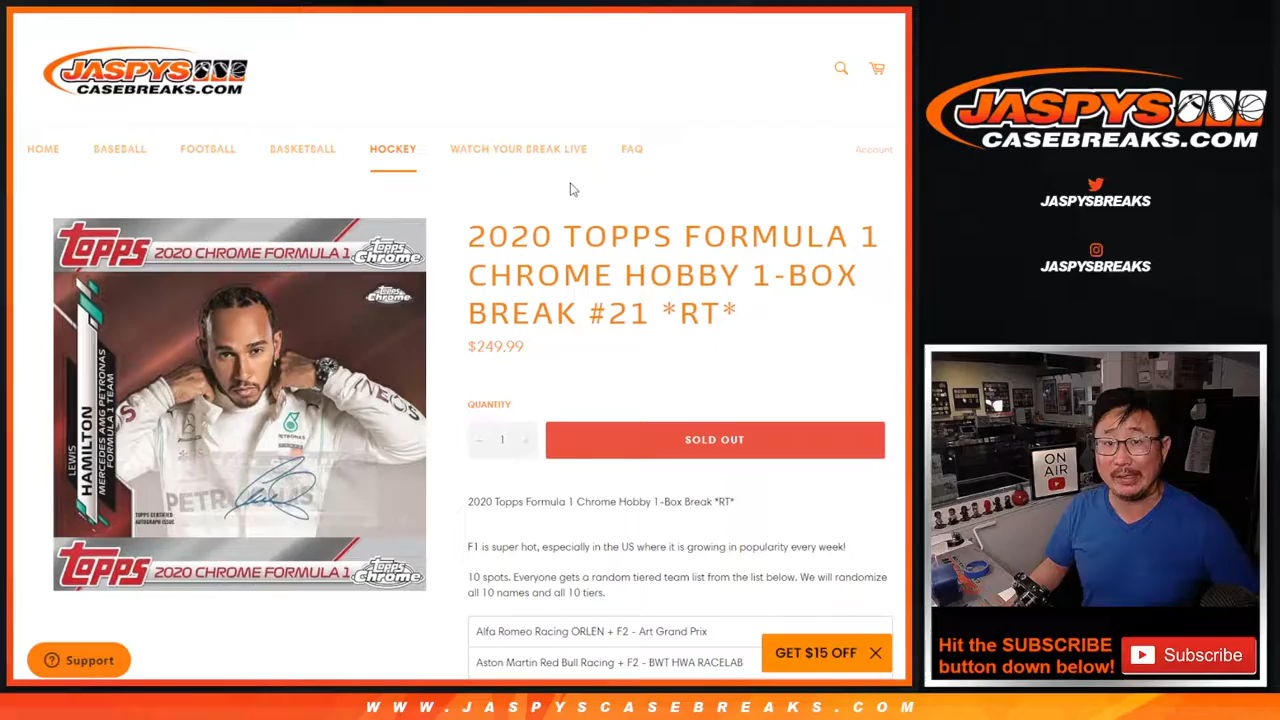 JASPYS
CASEBREAKS.COM
HOME
BASEBALL
FOOTBALL
BASKETBALL
HOCKEY
WATCH YOUR BREAK LIVE
FAQ
Account
topps 2020 CHROME FORMULA 1 topps Chrome
topps Chrome
LEWIS
HAMILTON
MERCEDES AMG PETRONAS
FORMULA 1 TEAM
PETRONAS
TOPPS CERTIFIED
AUTOGRAPH ISSUE
topps 2020 CHROME FORMULA 1 topps Chrome
2020 TOPPS FORMULA 1
CHROME HOBBY 1-BOX
BREAK #21 *RT*
$249.99
QUANTITY
− 1 +
SOLD OUT
2020 Topps Formula 1 Chrome Hobby 1-Box Break *RT*
F1 is super hot, especially in the US where it is growing in popularity every week!
10 spots. Everyone gets a random tiered team list from the list below. We will randomize
all 10 names and all 10 tiers.
Alfa Romeo Racing ORLEN + F2 - Art Grand Prix
Aston Martin Red Bull Racing + F2 - BWT HWA RACELAB
GET $15 OFF
Support
JASPYS
CASEBREAKS.COM
JASPYSBREAKS
JASPYSBREAKS
ON
AIR
Hit the SUBSCRIBE
button down below!
Subscribe
WWW.JASPYSCASEBREAKS.COM